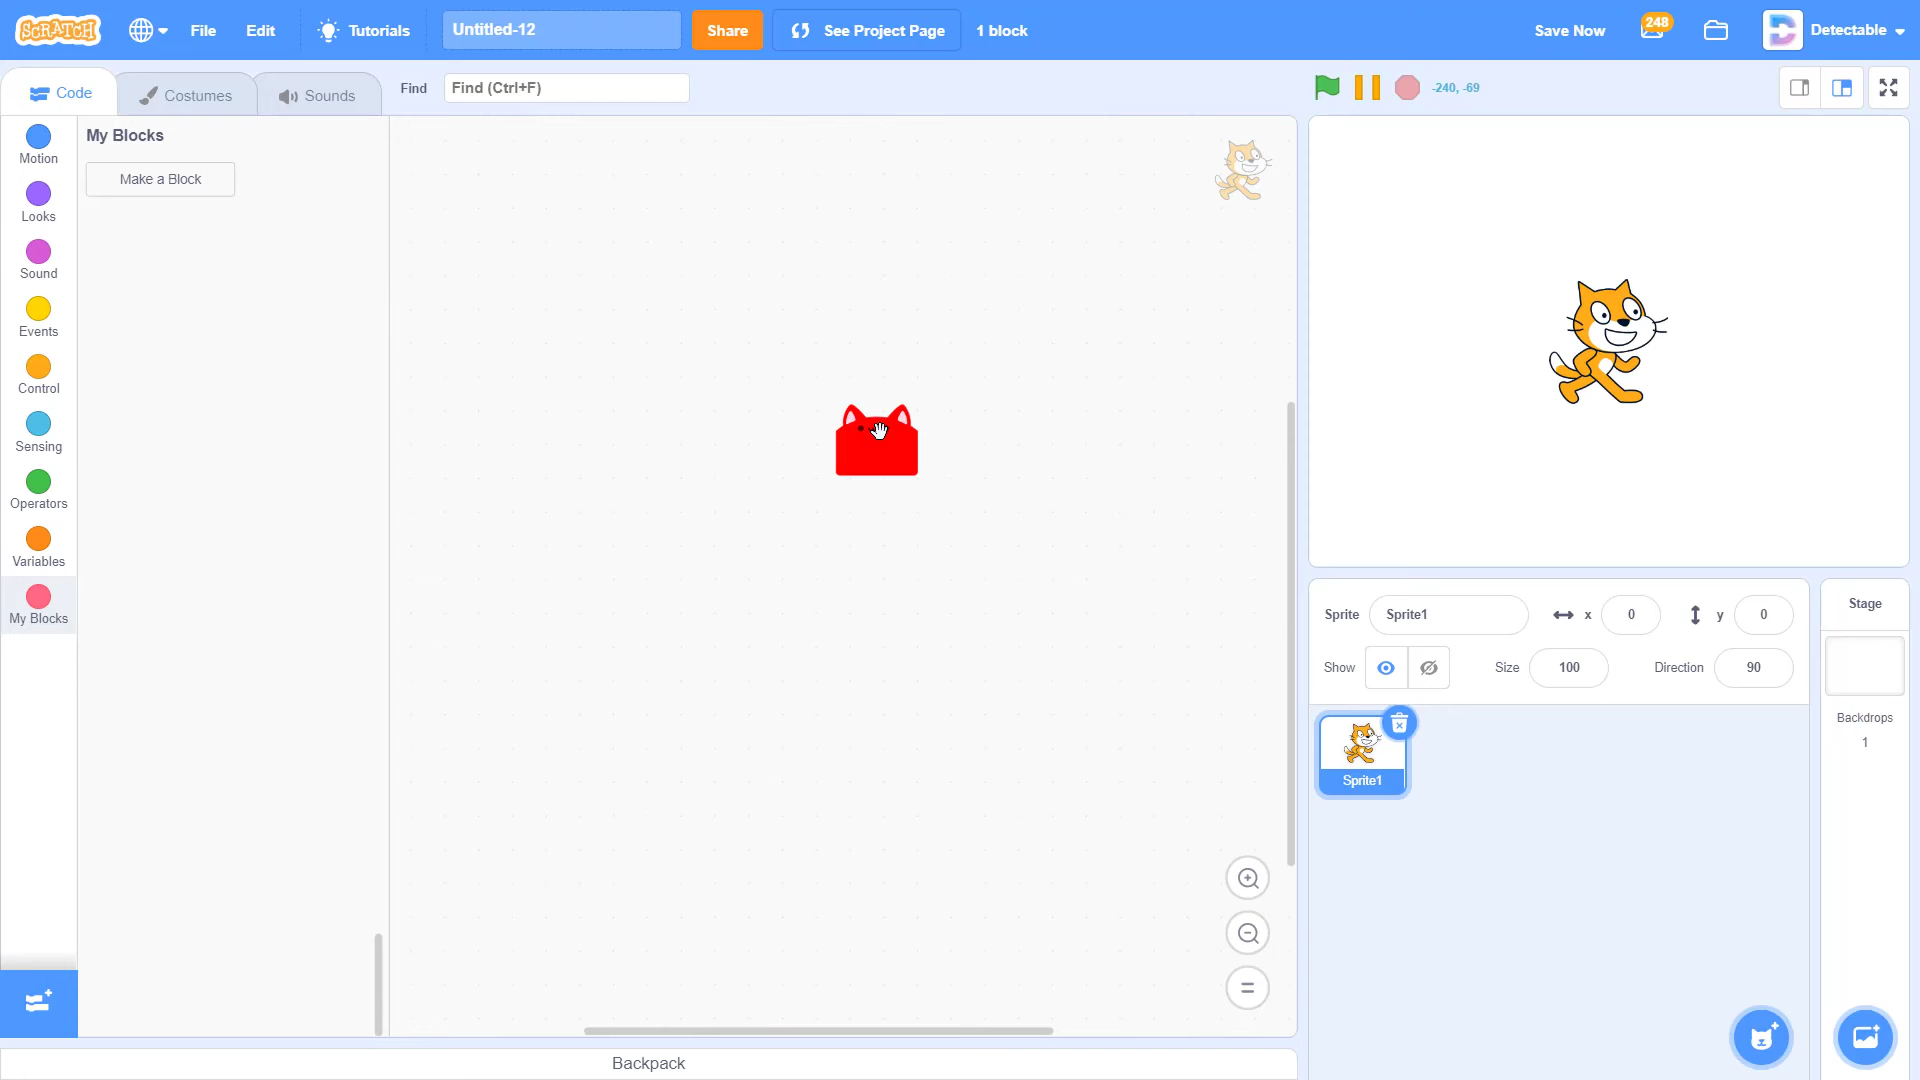 SCRATCH
File
Edit
Tutorials
Untitled-12
Share
See Project Page
1 block
Save Now
248
Detectable
Code
Costumes
Sounds
Find
Find (Ctrl+F)
-240, -69
Motion
Looks
Sound
Events
Control
Sensing
Operators
Variables
My Blocks
My Blocks
Make a Block
Sprite
Sprite1
x
0
y
0
Show
Size
100
Direction
90
Sprite1
Stage
Backdrops
1
Backpack